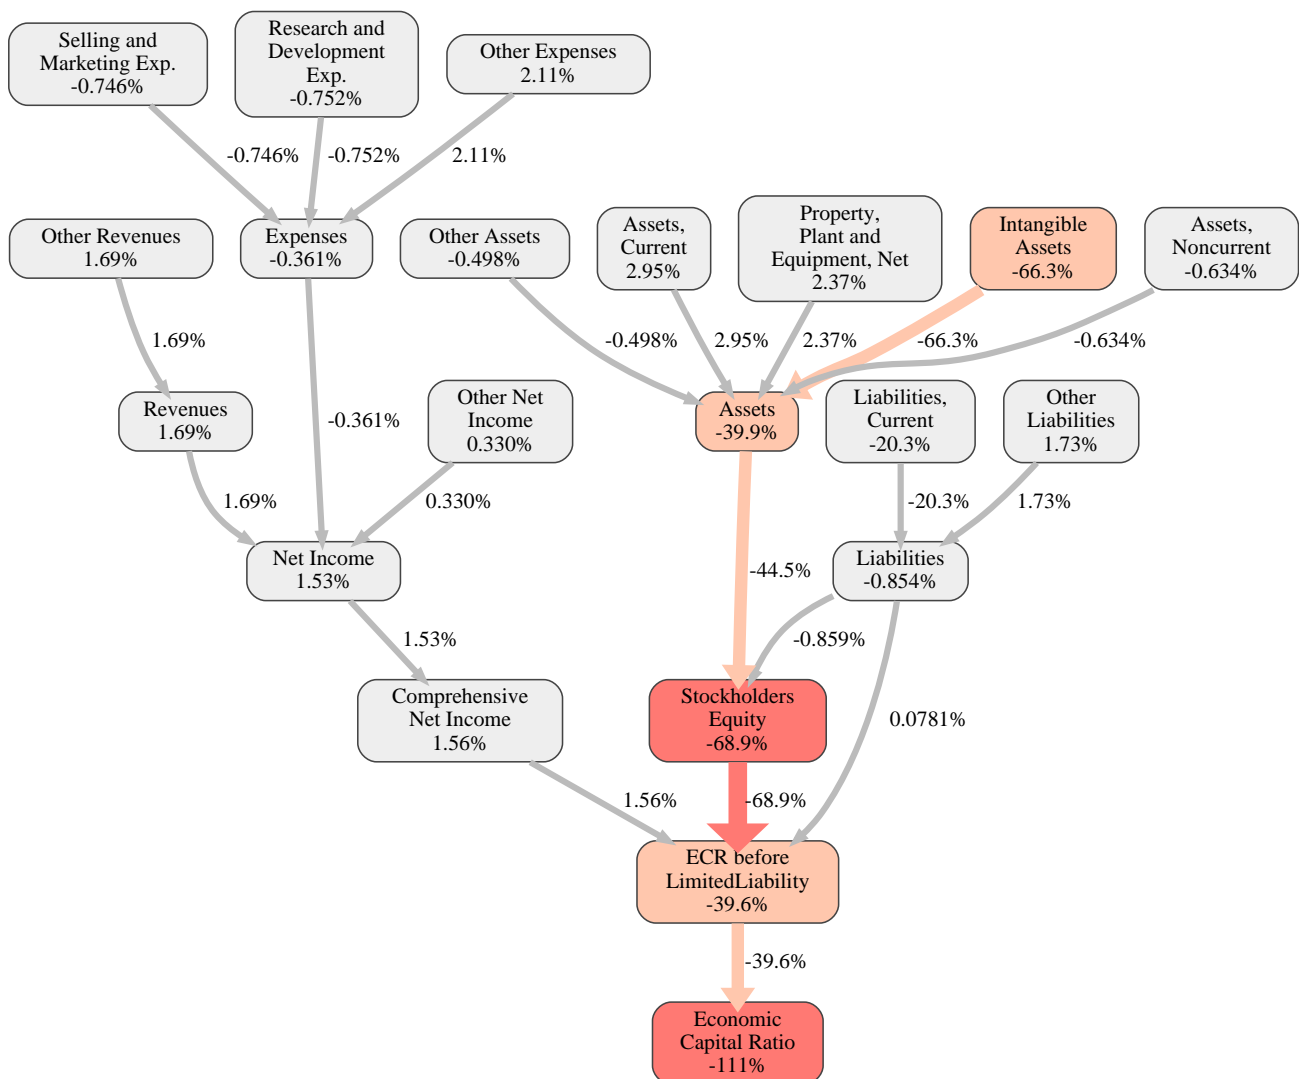 Selling and
Marketing Exp.
-0.746%
Research and
Development
Exp.
-0.752%
Other Expenses
2.11%
-0.746%
-0.752%
2.11%
Other Revenues
1.69%
Expenses
-0.361%
Other Assets
-0.498%
Assets,
Current
2.95%
Property,
Plant and
Equipment, Net
2.37%
Intangible
Assets
-66.3%
Assets,
Noncurrent
-0.634%
1.69%
-0.498%
2.95%
2.37%
-66.3%
-0.634%
Revenues
1.69%
-0.361%
Other Net
Income
0.330%
Assets
-39.9%
Liabilities,
Current
-20.3%
Other
Liabilities
1.73%
1.69%
0.330%
-20.3%
1.73%
Net Income
1.53%
-44.5%
Liabilities
-0.854%
1.53%
-0.859%
Comprehensive
Net Income
1.56%
Stockholders
Equity
-68.9%
0.0781%
1.56%
-68.9%
ECR before
LimitedLiability
-39.6%
-39.6%
Economic
Capital Ratio
-111%